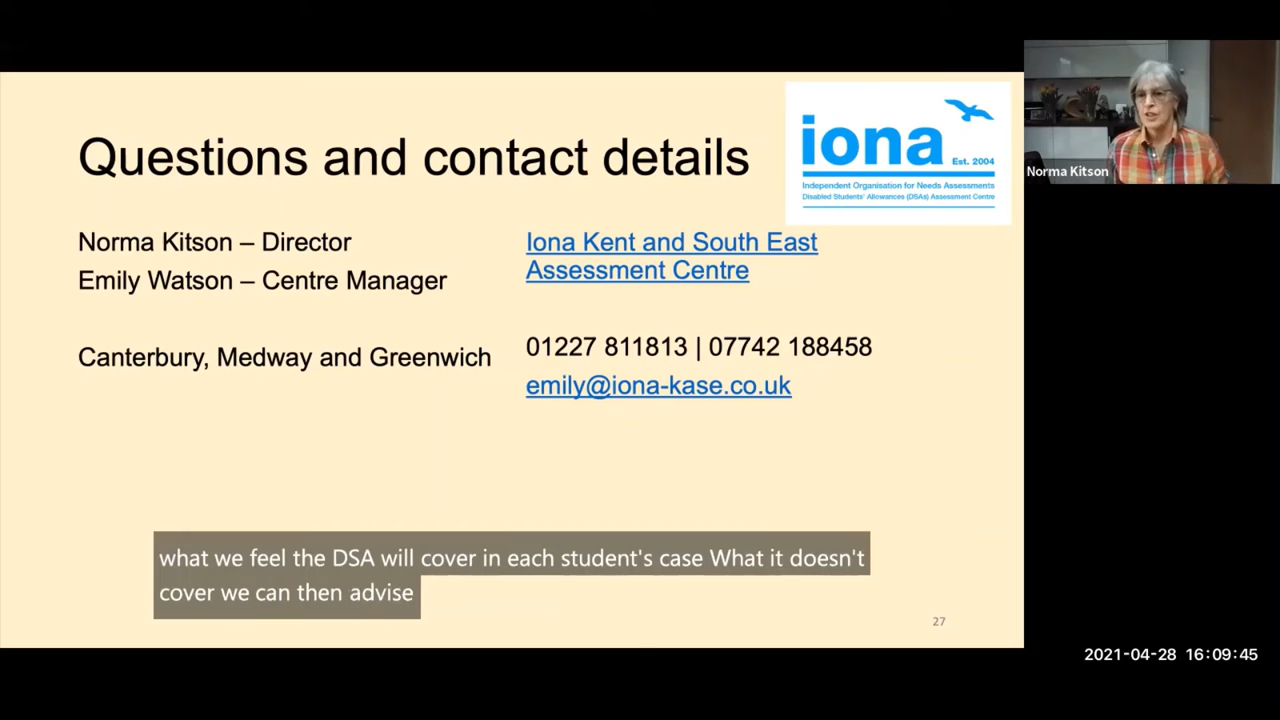 Questions and contact details
iona
Est. 2004
Independent Organisation for Needs Assessments
Disabled Students' Allowances (DSAs) Assessment Centre
Norma Kitson
Norma Kitson – Director
Emily Watson – Centre Manager
Canterbury, Medway and Greenwich
Iona Kent and South East
Assessment Centre
01227 811813 | 07742 188458
emily@iona-kase.co.uk
what we feel the DSA will cover in each student's case What it doesn't
cover we can then advise
27
2021-04-28 16:09:45